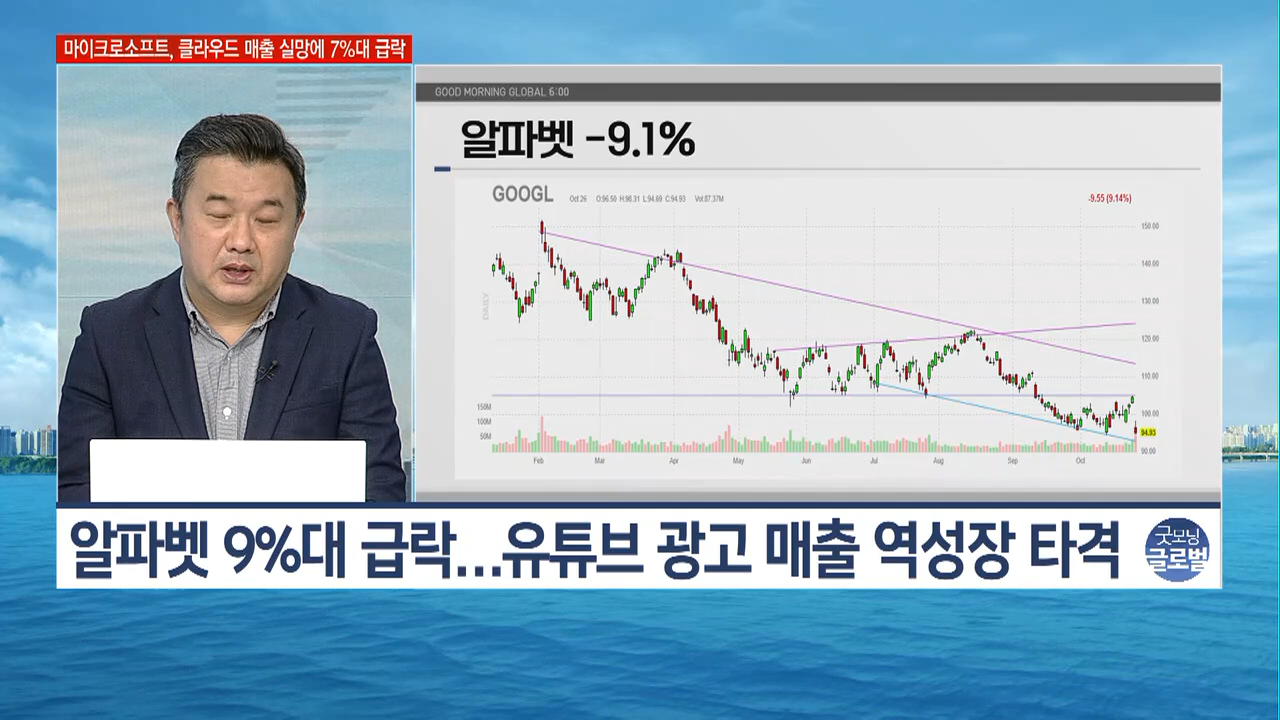 마이크로소프트, 클라우드 매출 실망에 7%대 급락
GOOD MORNING GLOBAL 6:00
알파벳 -9.1%
GOOGL Oct 26 O:96.50 H:98.31 L:94.69 C:94.93 Vol:87.37M -9.55 (9.14%)
150.00
140.00
130.00
120.00
110.00
100.00
94.93
90.00
DAILY
150M
100M
50M
Feb Mar Apr May Jun Jul Aug Sep Oct
알파벳 9%대 급락...유튜브 광고 매출 역성장 타격
굿모닝
글로벌